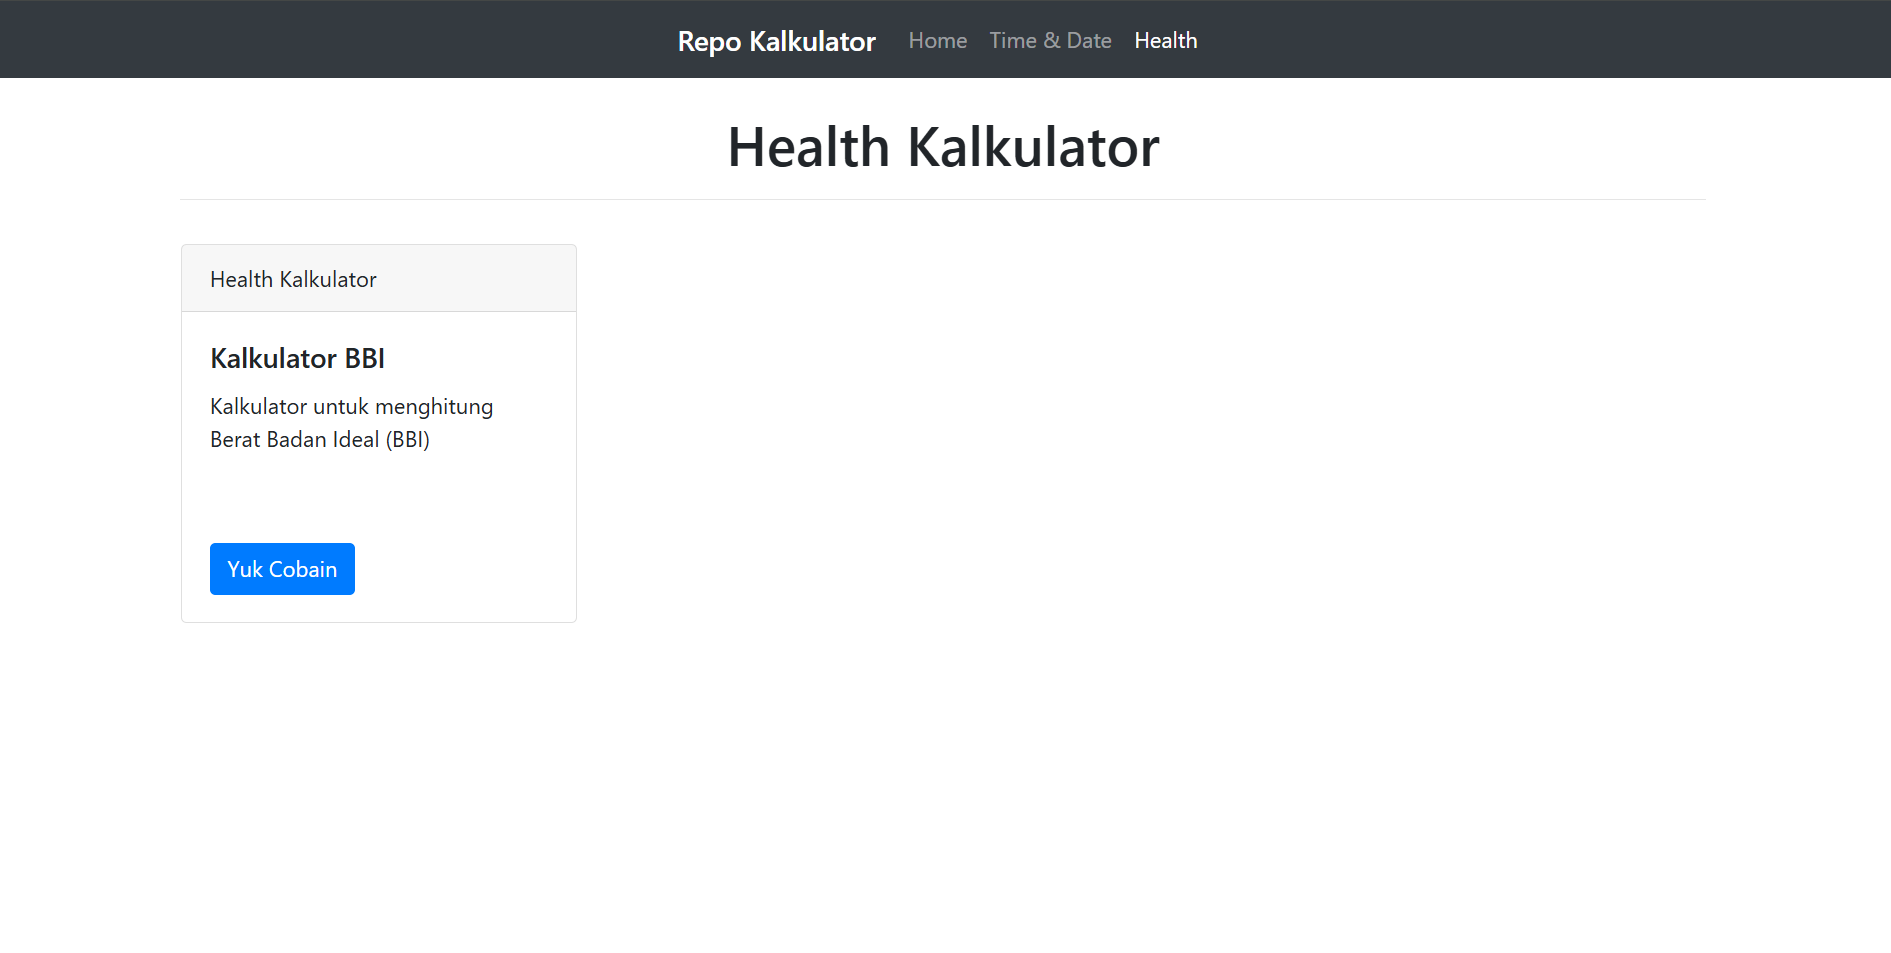 Repo Kalkulator Home Time & Date Health
Health Kalkulator
Health Kalkulator
Kalkulator BBI
Kalkulator untuk menghitung
Berat Badan Ideal (BBI)
Yuk Cobain